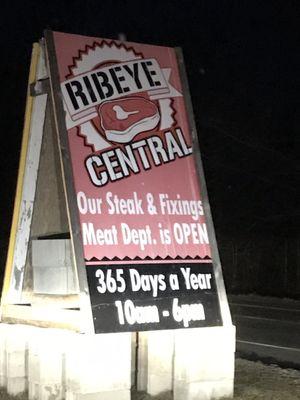 RIBEYE
CENTRAL
Our Steak & Fixings
Meat Dept. is OPEN
365 Days a Year
10am - 6pm